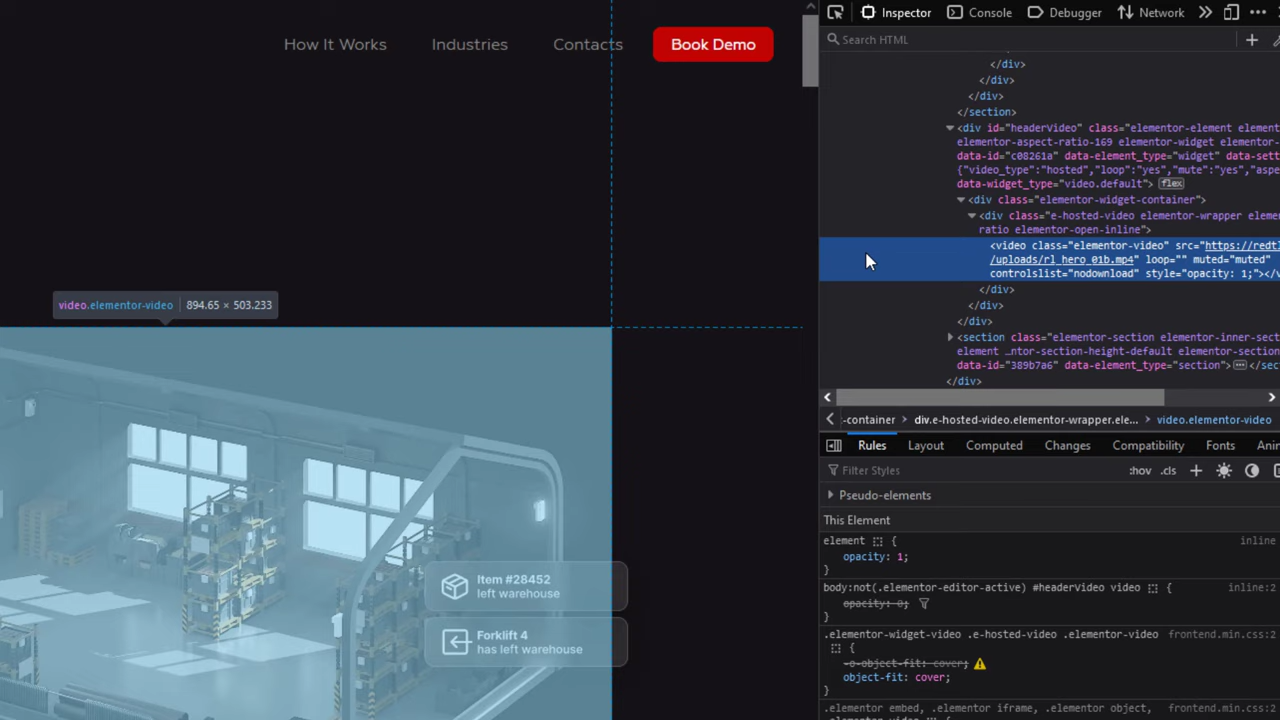 How It Works Industries Contacts Book Demo
video.elementor-video 894.65 × 503.233
Item #28452
left warehouse
Forklift 4
has left warehouse
Inspector Console Debugger Network
Search HTML
</div>
</div>
</div>
</section>
<div id="headerVideo" class="elementor-element element
elementor-aspect-ratio-169 elementor-widget elementor-
data-id="c08261a" data-element_type="widget" data-sett
{"video_type":"hosted","loop":"yes","mute":"yes","aspe
data-widget_type="video.default"> flex
<div class="elementor-widget-container">
<div class="e-hosted-video elementor-wrapper eleme
ratio elementor-open-inline">
<video class="elementor-video" src="https://redtl
/uploads/rl_hero_01b.mp4" loop="" muted="muted"
controlslist="nodownload" style="opacity: 1;"></v
</div>
</div>
</div>
<section class="elementor-section elementor-inner-sect
element …ntor-section-height-default elementor-section
data-id="389b7a6" data-element_type="section"> </sect
</div>
-container div.e-hosted-video.elementor-wrapper.ele… video.elementor-video
Rules Layout Computed Changes Compatibility Fonts Anin
Filter Styles :hov .cls
Pseudo-elements
This Element
element { inline
opacity: 1;
}
body:not(.elementor-editor-active) #headerVideo video { inline:2
opacity: 0;
}
.elementor-widget-video .e-hosted-video .elementor-video frontend.min.css:2
{
-o-object-fit: cover;
object-fit: cover;
}
.elementor embed, .elementor iframe, .elementor object, frontend.min.css:2